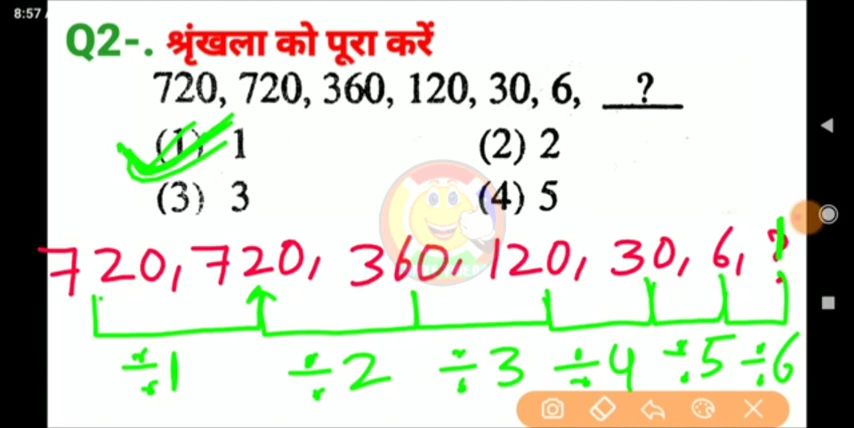 8:57
Q2-. श्रृंखला को पूरा करें
720, 720, 360, 120, 30, 6, ?
(1) 1 (2) 2
(3) 3 (4) 5
720, 720, 360, 120, 30, 6, 1
÷1 ÷2 ÷3 ÷4 ÷5 ÷6